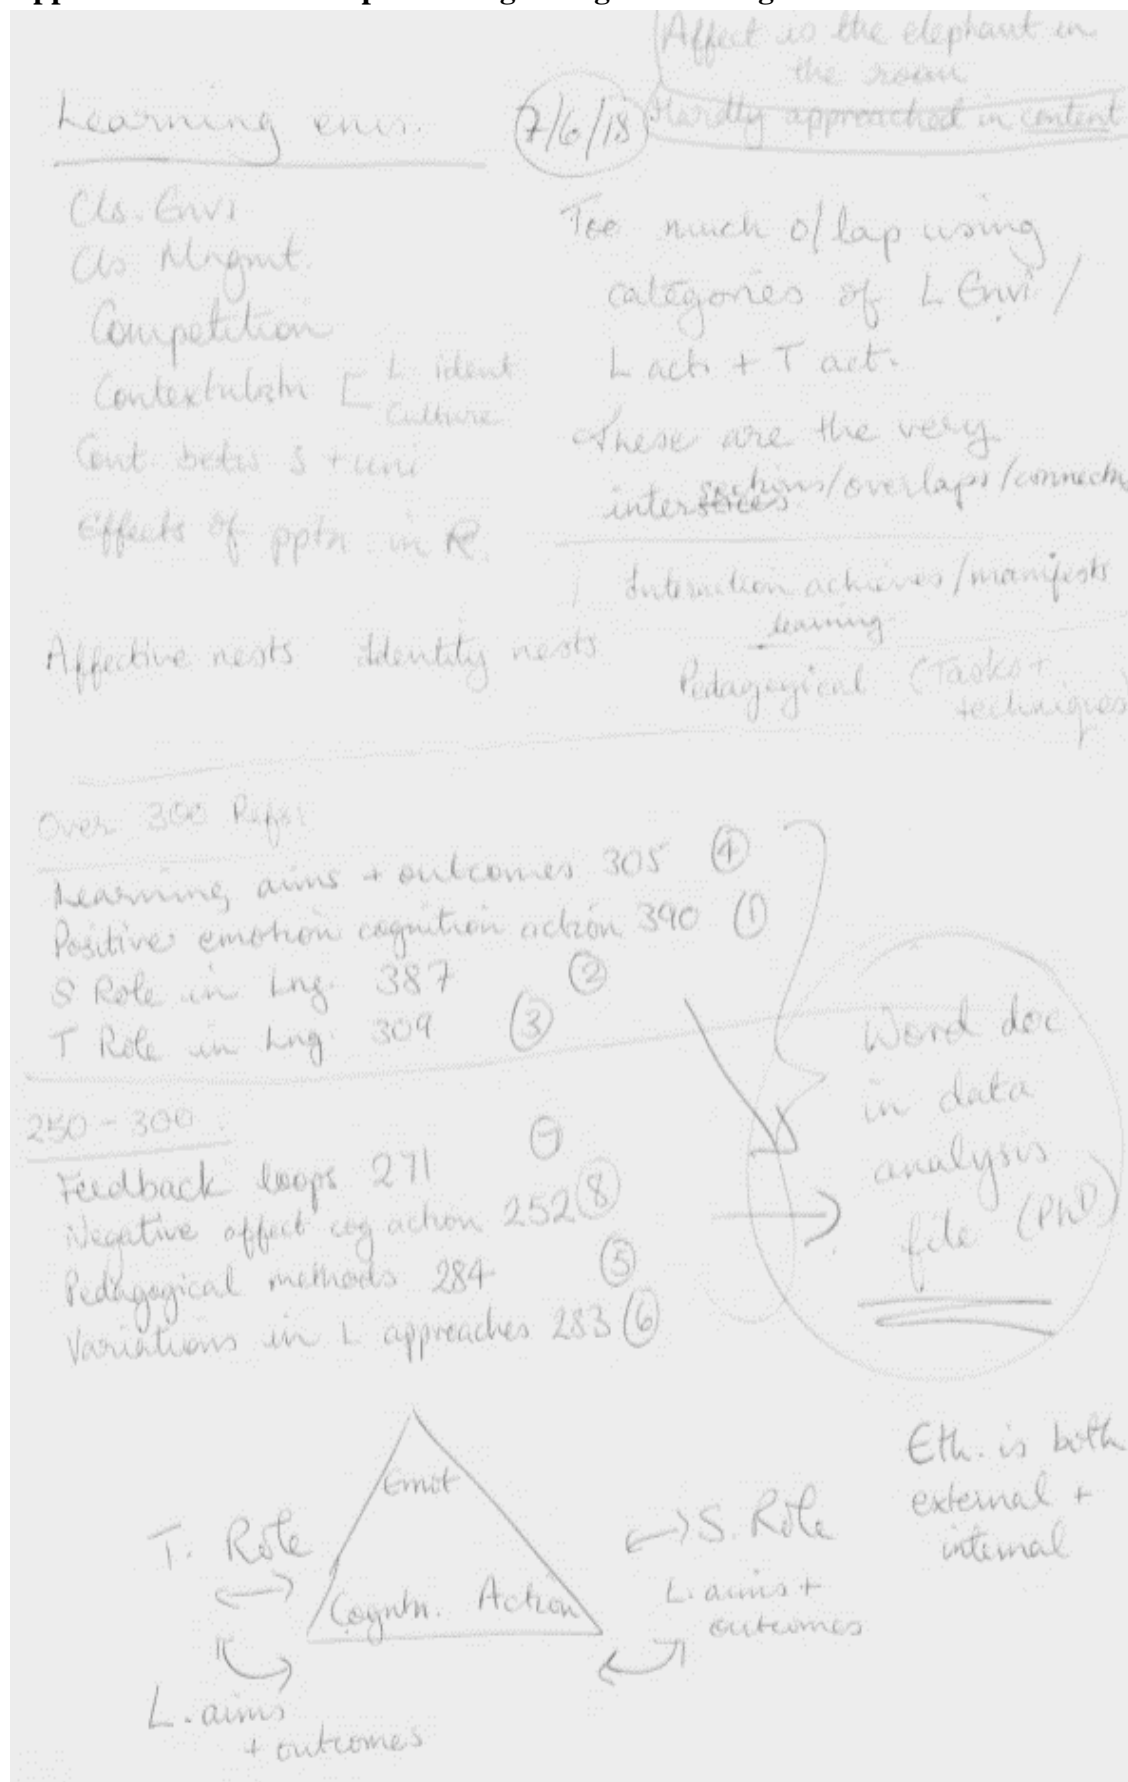 Affect is the elephant in
the room
Hardly approached in content
Learning envi.
7/6/18
Cls. Envi
Cls Mngmt.
Competition
L ident
Culture
Cont betw S + uni
Effects of pptn in R
Too much o/lap using
categories of L Envi /
L act. + T act.
These are the very
intersections/overlaps/connectns
Interaction achieves/manifests
learning
Affective nests Identity nests
Pedagogical (Tasks +
techniques)
Over 300 Refs:
Learning aims + outcomes 305 ④
Positive emotion cognition action 390 ①
S Role in Lng. 387 ②
T Role in Lng 309 ③
250 - 300
Feedback loops 271 ⑦
Negative affect cog action 252 ⑧
Pedagogical methods 284 ⑤
Variations in L approaches 283 ⑥
Word doc
in data
analysis
file (PhD)
Emot
Cogntn. Action
T. Role
S. Role
L. aims +
outcomes
L. aims
+ outcomes
Eth. is both
external +
internal